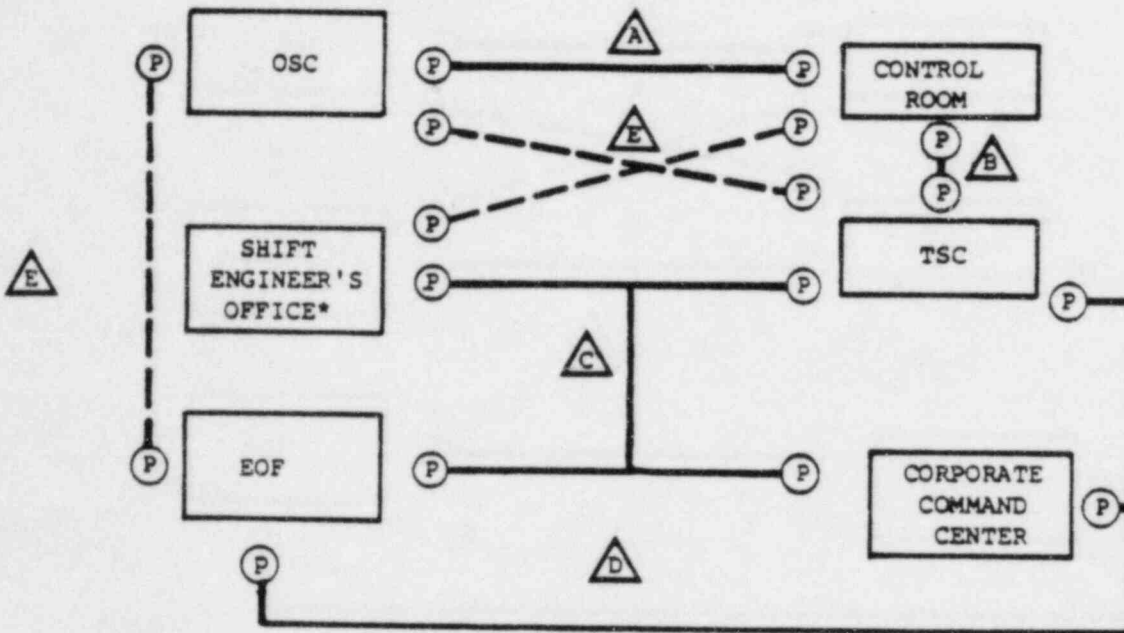 A
P
OSC
P
P
CONTROL
ROOM
P
E
P
P
B
P
P
P
SHIFT
ENGINEER'S
OFFICE*
TSC
E
P
P
P
C
P
EOF
P
P
CORPORATE
COMMAND
CENTER
P
P
D